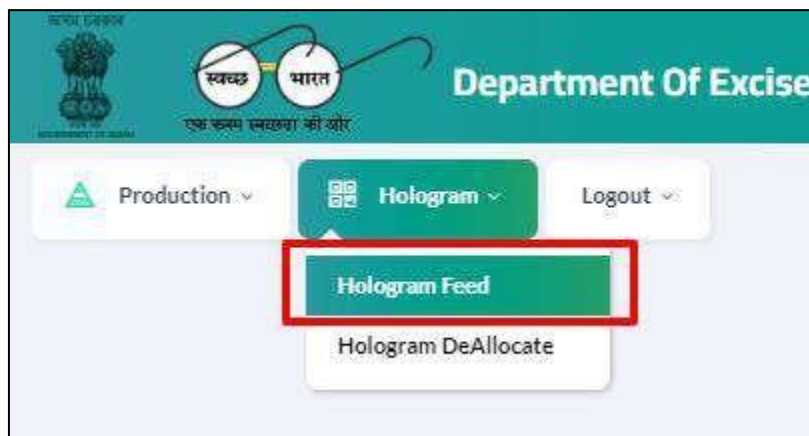 स्वच्छ भारत
एक कदम स्वच्छता की ओर
Department Of Excise
Production
Hologram
Logout
Hologram Feed
Hologram DeAllocate